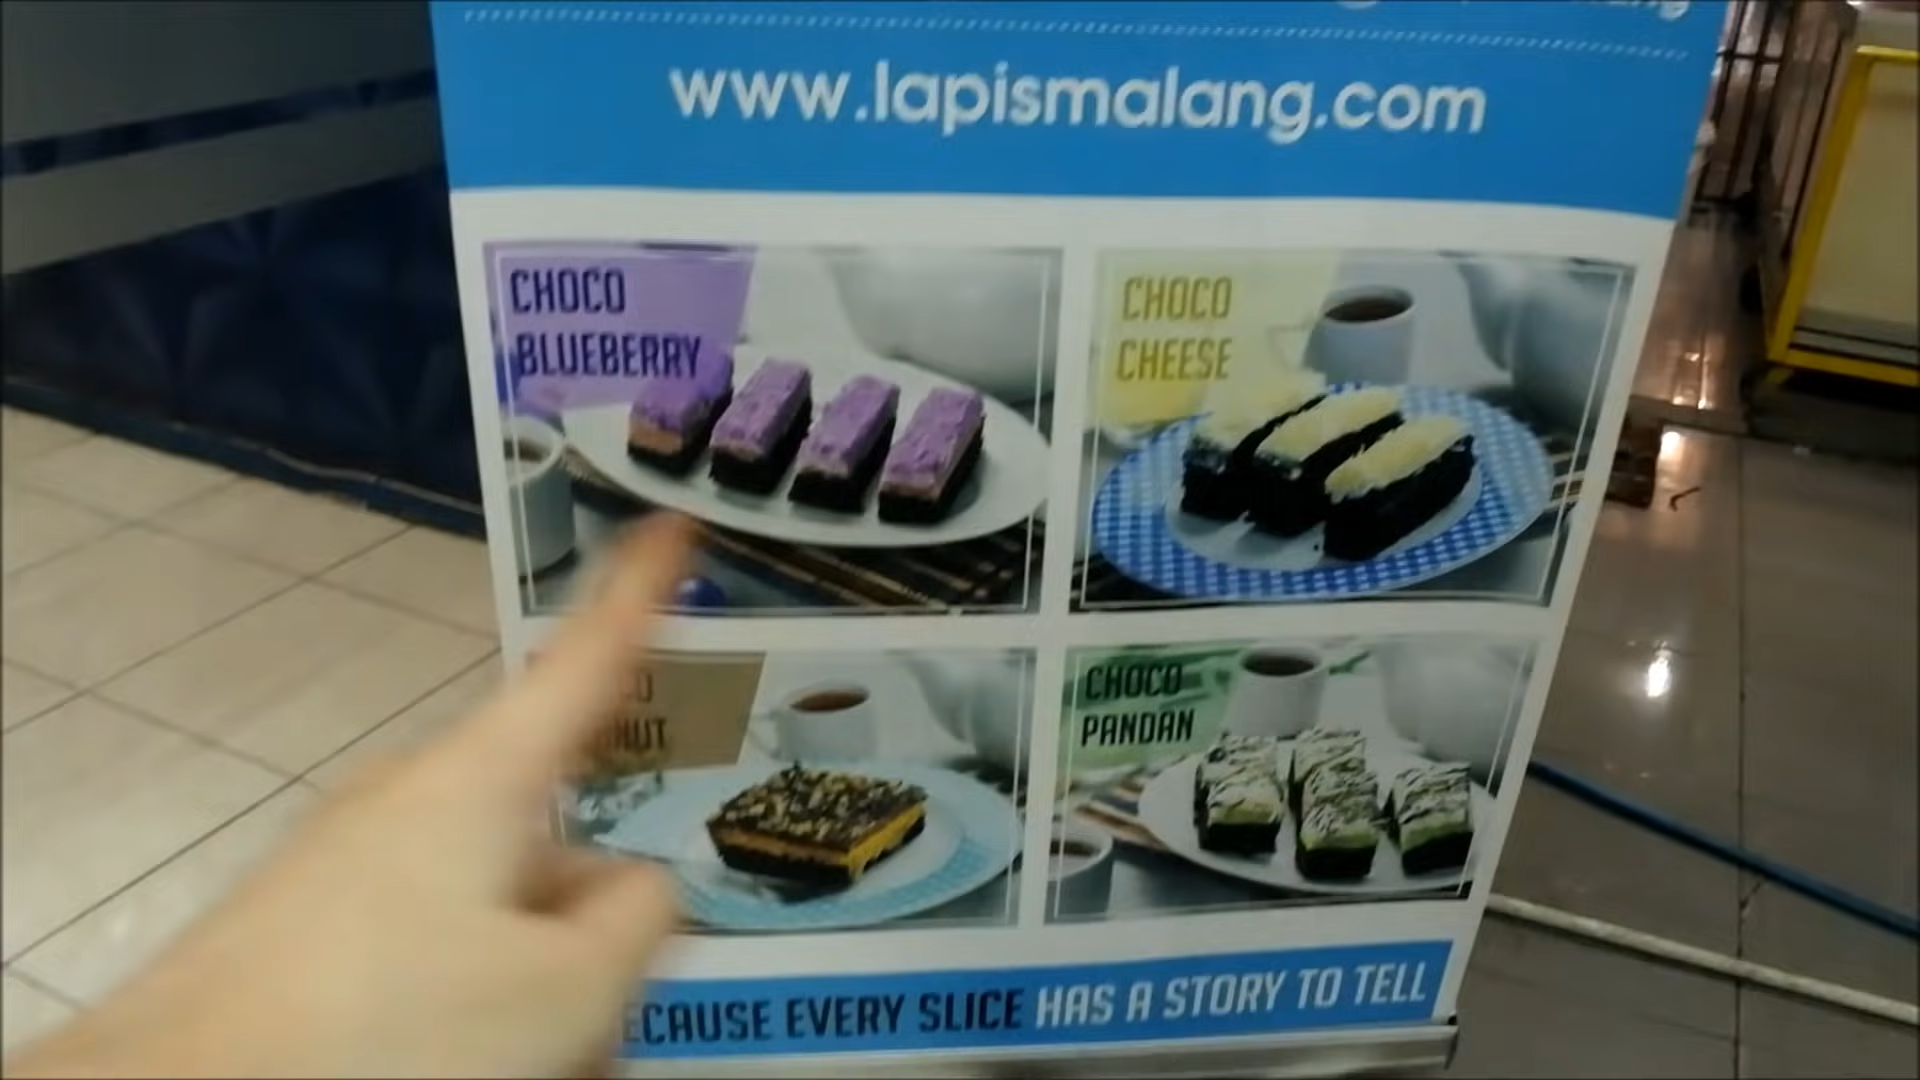 www.lapismalang.com
CHOCO
BLUEBERRY
CHOCO
CHEESE
CHOCO
PANDAN
EVERY SLICE HAS A STORY TO TELL